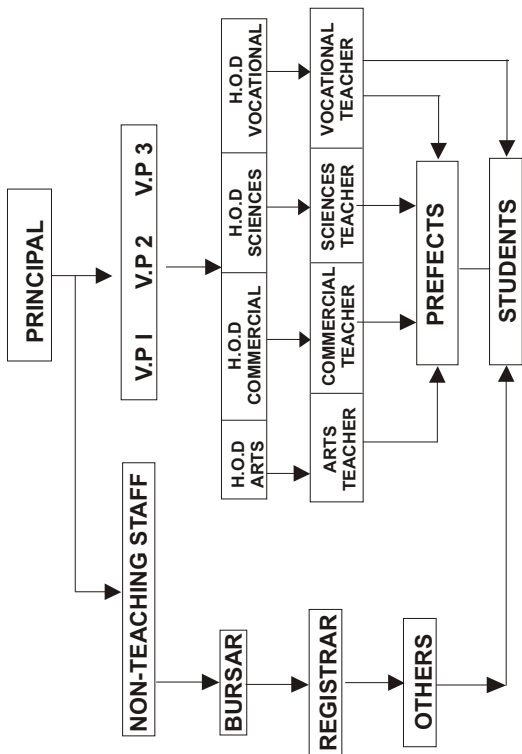 PRINCIPAL
NON-TEACHING STAFF
V.P I V.P 2 V.P 3
BURSAR
H.O.D
ARTS
H.O.D
COMMERCIAL
H.O.D
SCIENCES
H.O.D
VOCATIONAL
REGISTRAR
ARTS
TEACHER
COMMERCIAL
TEACHER
SCIENCES
TEACHER
VOCATIONAL
TEACHER
OTHERS
PREFECTS
STUDENTS